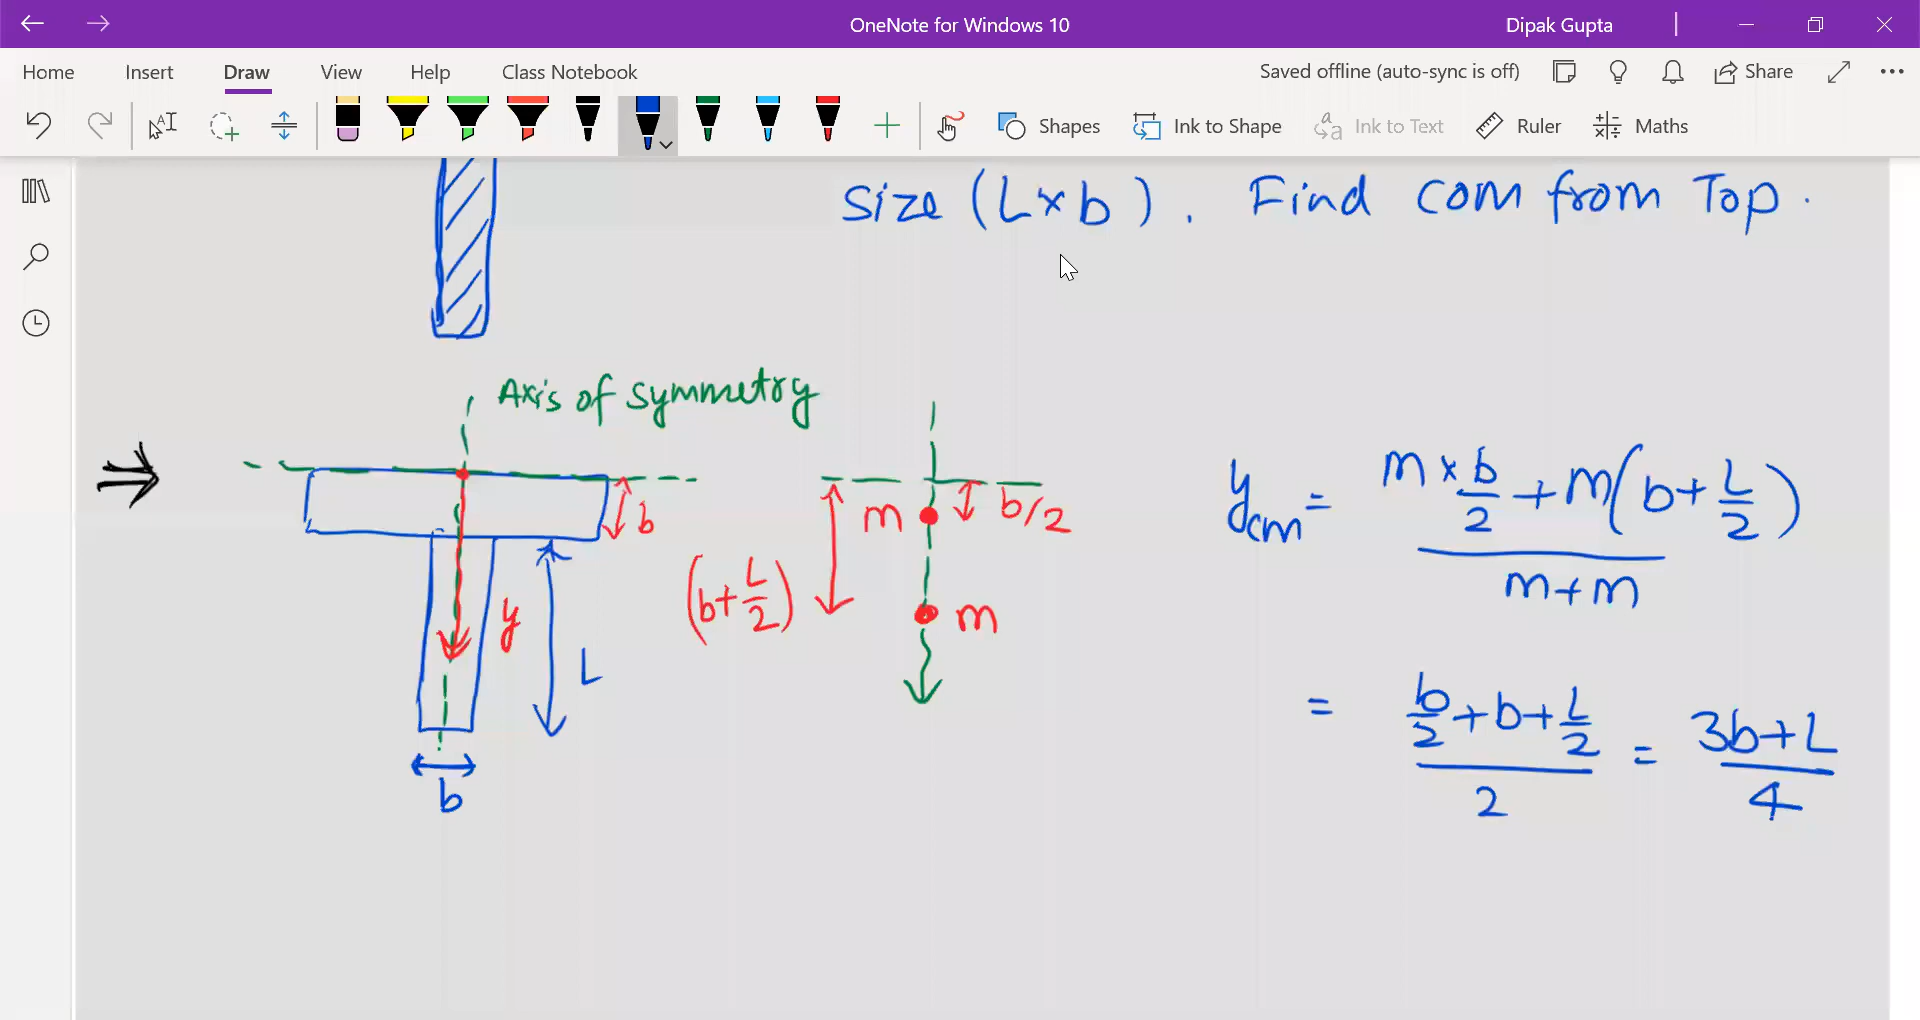 OneNote for Windows 10
Dipak Gupta
Home Insert Draw View Help Class Notebook
Saved offline (auto-sync is off) Share
Shapes Ink to Shape Ink to Text Ruler Maths
Size (L×b). Find COM from Top.
Axis of symmetry
b
y
L
b
m b/2
(b+L/2)
m
y_cm = (m×b/2+m(b+L/2))/(m+m)
= (b/2+b+L/2)/2 = (3b+L)/4